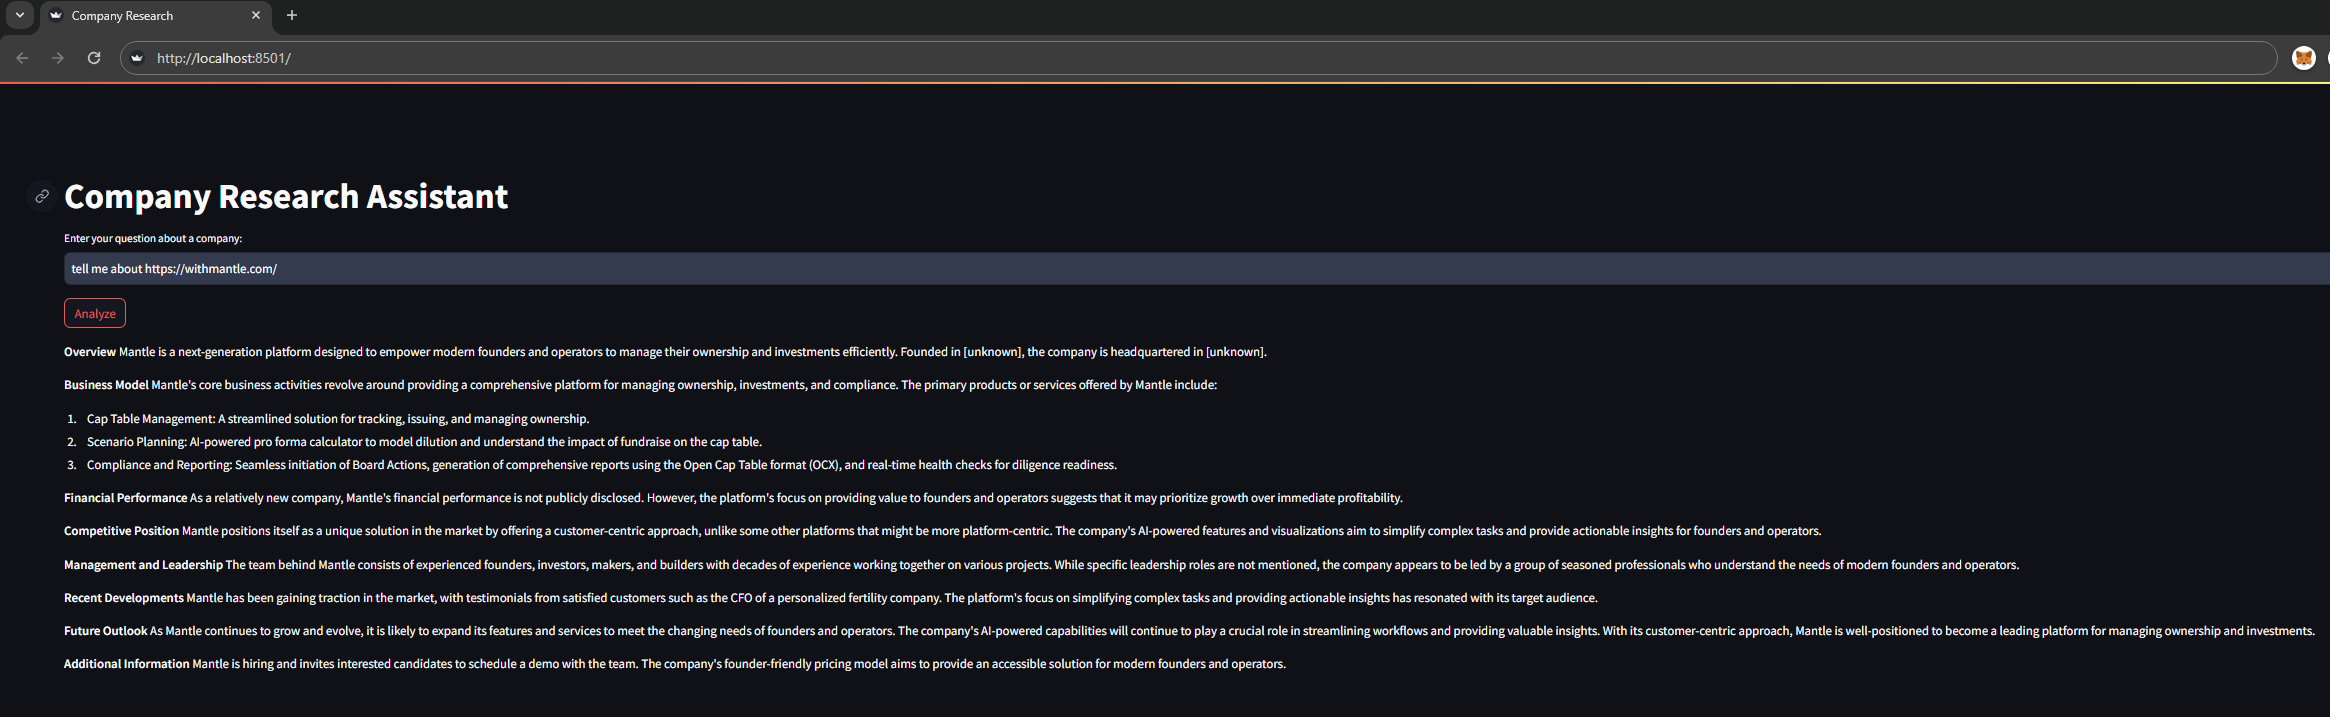 Company Research
http://localhost:8501/
Company Research Assistant
Enter your question about a company:
tell me about https://withmantle.com/
Analyze
Overview Mantle is a next-generation platform designed to empower modern founders and operators to manage their ownership and investments efficiently. Founded in [unknown], the company is headquartered in [unknown].
Business Model Mantle's core business activities revolve around providing a comprehensive platform for managing ownership, investments, and compliance. The primary products or services offered by Mantle include:
1. Cap Table Management: A streamlined solution for tracking, issuing, and managing ownership.
2. Scenario Planning: AI-powered pro forma calculator to model dilution and understand the impact of fundraise on the cap table.
3. Compliance and Reporting: Seamless initiation of Board Actions, generation of comprehensive reports using the Open Cap Table format (OCX), and real-time health checks for diligence readiness.
Financial Performance As a relatively new company, Mantle's financial performance is not publicly disclosed. However, the platform's focus on providing value to founders and operators suggests that it may prioritize growth over immediate profitability.
Competitive Position Mantle positions itself as a unique solution in the market by offering a customer-centric approach, unlike some other platforms that might be more platform-centric. The company's AI-powered features and visualizations aim to simplify complex tasks and provide actionable insights for founders and operators.
Management and Leadership The team behind Mantle consists of experienced founders, investors, makers, and builders with decades of experience working together on various projects. While specific leadership roles are not mentioned, the company appears to be led by a group of seasoned professionals who understand the needs of modern founders and operators.
Recent Developments Mantle has been gaining traction in the market, with testimonials from satisfied customers such as the CFO of a personalized fertility company. The platform's focus on simplifying complex tasks and providing actionable insights has resonated with its target audience.
Future Outlook As Mantle continues to grow and evolve, it is likely to expand its features and services to meet the changing needs of founders and operators. The company's AI-powered capabilities will continue to play a crucial role in streamlining workflows and providing valuable insights. With its customer-centric approach, Mantle is well-positioned to become a leading platform for managing ownership and investments.
Additional Information Mantle is hiring and invites interested candidates to schedule a demo with the team. The company's founder-friendly pricing model aims to provide an accessible solution for modern founders and operators.